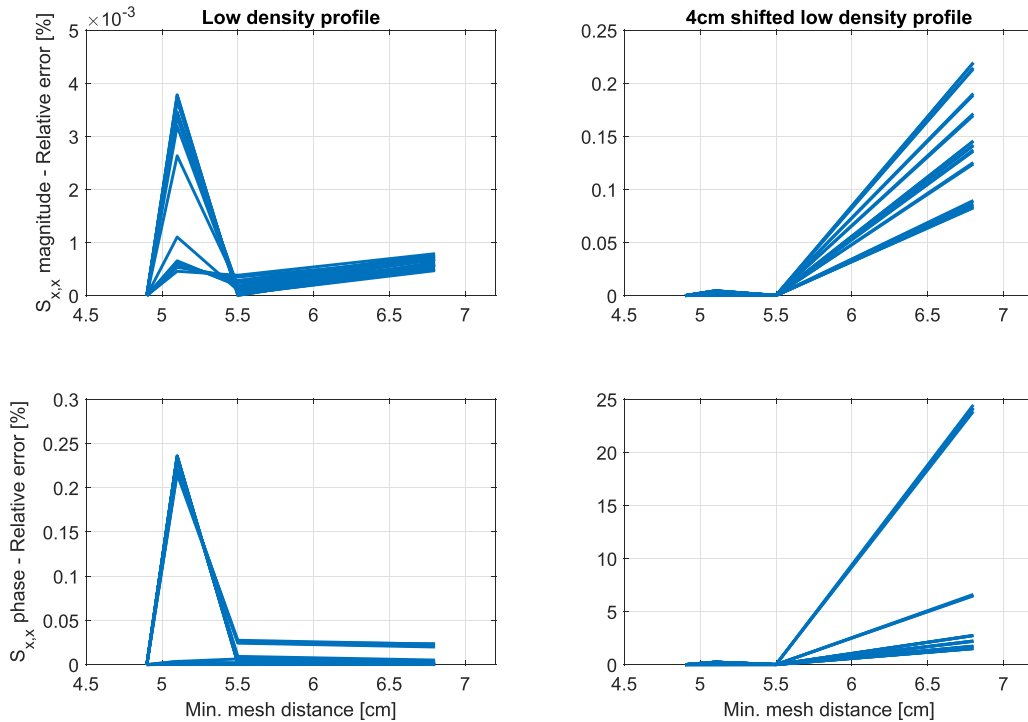 Low density profile
×10-3
5
4
3
2
1
0
4.5 5 5.5 6 6.5 7
Sx,x magnitude - Relative error [%]
4cm shifted low density profile
0.25
0.2
0.15
0.1
0.05
0
4.5 5 5.5 6 6.5 7
0.3
0.25
0.2
0.15
0.1
0.05
0
4.5 5 5.5 6 6.5 7
Sx,x phase - Relative error [%]
Min. mesh distance [cm]
25
20
15
10
5
0
4.5 5 5.5 6 6.5 7
Min. mesh distance [cm]